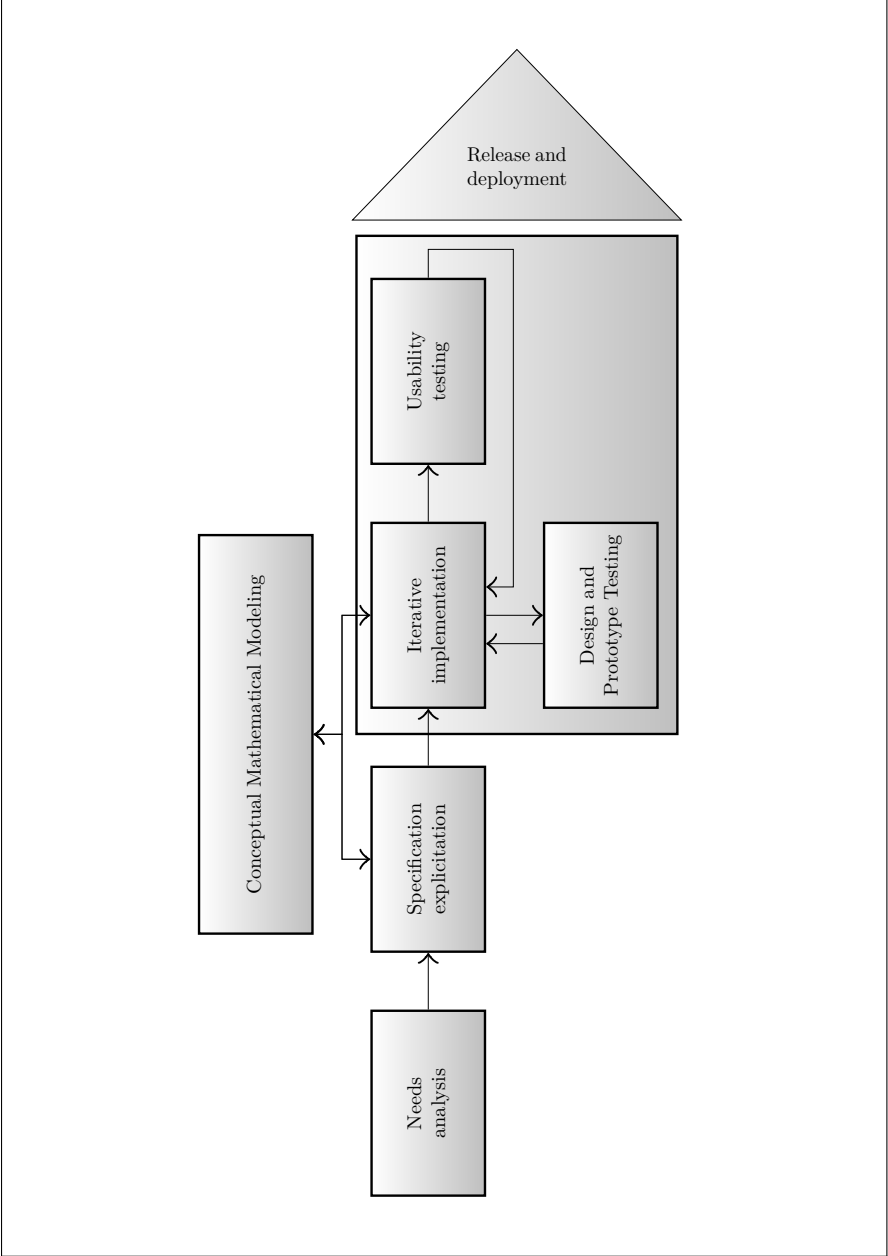 Release and
deployment
Usability
testing
Conceptual Mathematical Modeling
Iterative
implementation
Design and
Prototype Testing
Specification
explicitation
Needs
analysis